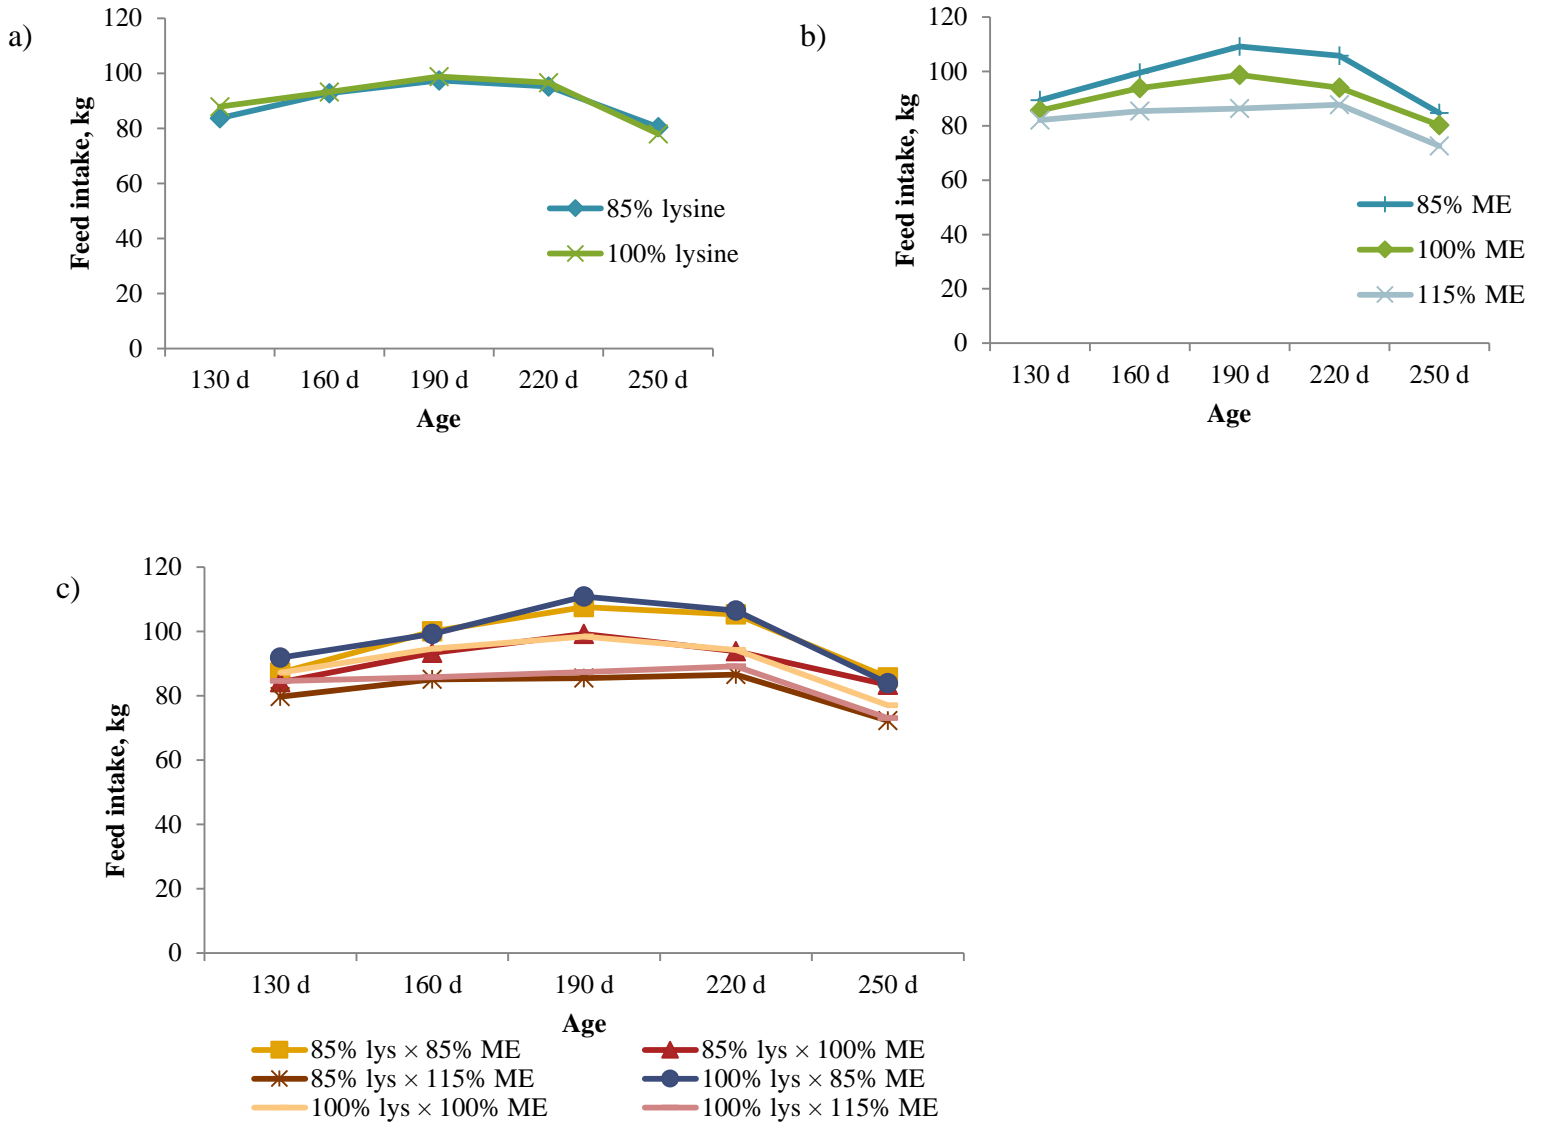 a)
120
100
80
60
40
20
0
Feed intake, kg
130 d 160 d 190 d 220 d 250 d
Age
85% lysine
100% lysine
b)
120
100
80
60
40
20
0
Feed intake, kg
130 d 160 d 190 d 220 d 250 d
Age
85% ME
100% ME
115% ME
c)
120
100
80
60
40
20
0
Feed intake, kg
130 d 160 d 190 d 220 d 250 d
Age
85% lys × 85% ME 85% lys × 100% ME
85% lys × 115% ME 100% lys × 85% ME
100% lys × 100% ME 100% lys × 115% ME